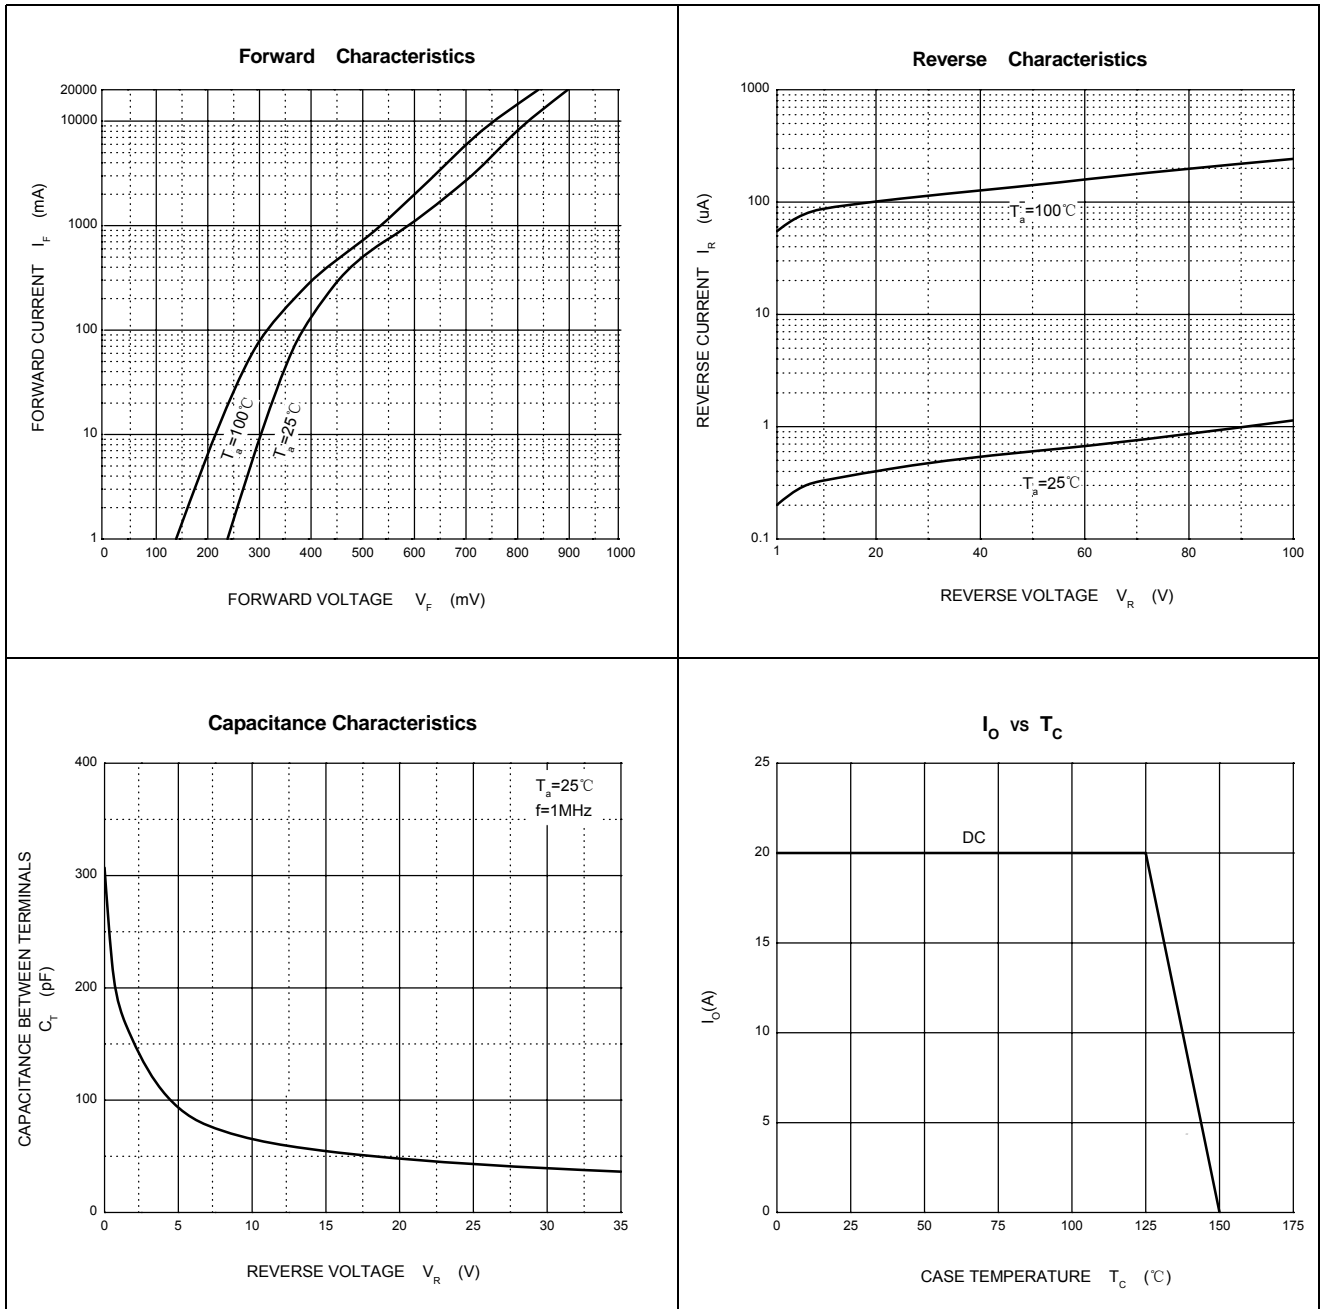 Forward Characteristics
20000
10000
1000
100
10
1
FORWARD CURRENT I_F (mA)
T_a=100℃
T_a=25℃
0 100 200 300 400 500 600 700 800 900 1000
FORWARD VOLTAGE V_F (mV)
Reverse Characteristics
1000
100
10
1
0.1
REVERSE CURRENT I_R (uA)
T_a=100℃
T_a=25℃
1 20 40 60 80 100
REVERSE VOLTAGE V_R (V)
Capacitance Characteristics
400
300
200
100
0
CAPACITANCE BETWEEN TERMINALS
C_T (pF)
T_a=25℃
f=1MHz
0 5 10 15 20 25 30 35
REVERSE VOLTAGE V_R (V)
I_O vs T_C
25
20
15
10
5
0
I_O(A)
DC
0 25 50 75 100 125 150 175
CASE TEMPERATURE T_C (℃)